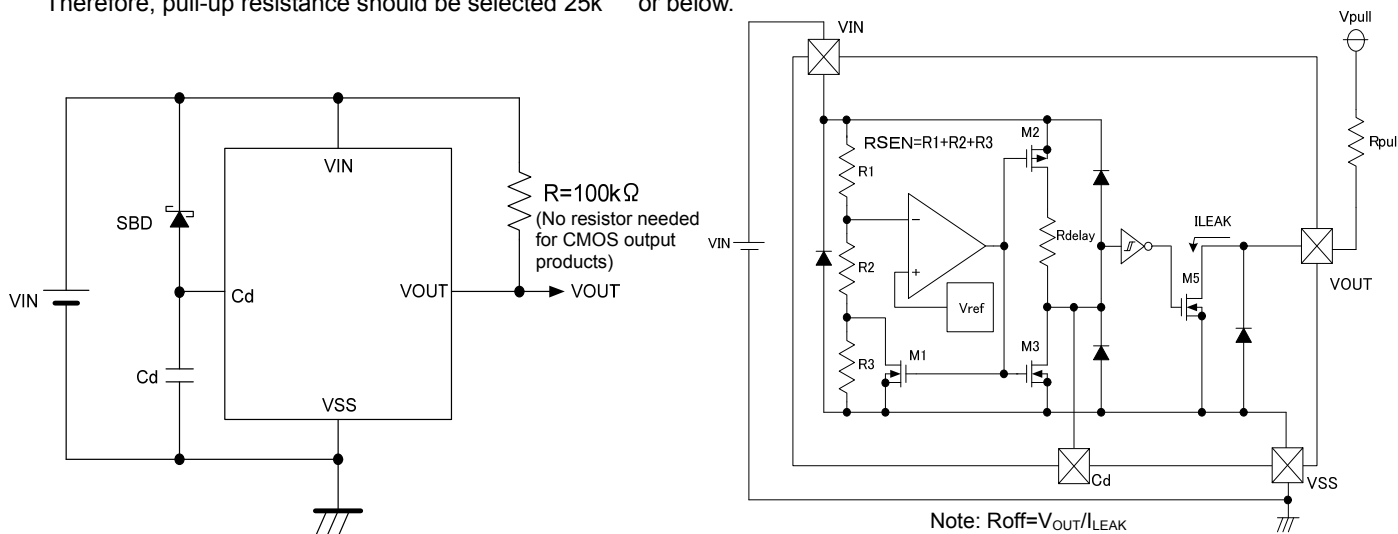 Therefore, pull-up resistance should be selected 25k or below.
VIN
R=100kΩ
(No resistor needed
for CMOS output
products)
SBD
VIN
Cd
VOUT
VOUT
Cd
VSS
VIN
Vpull
RSEN=R1+R2+R3
M2
Rpul
R1
ILEAK
VIN
Rdelay
R2
M5
VOUT
Vref
R3
M1
M3
Cd
VSS
Note: Roff=VOUT/ILEAK